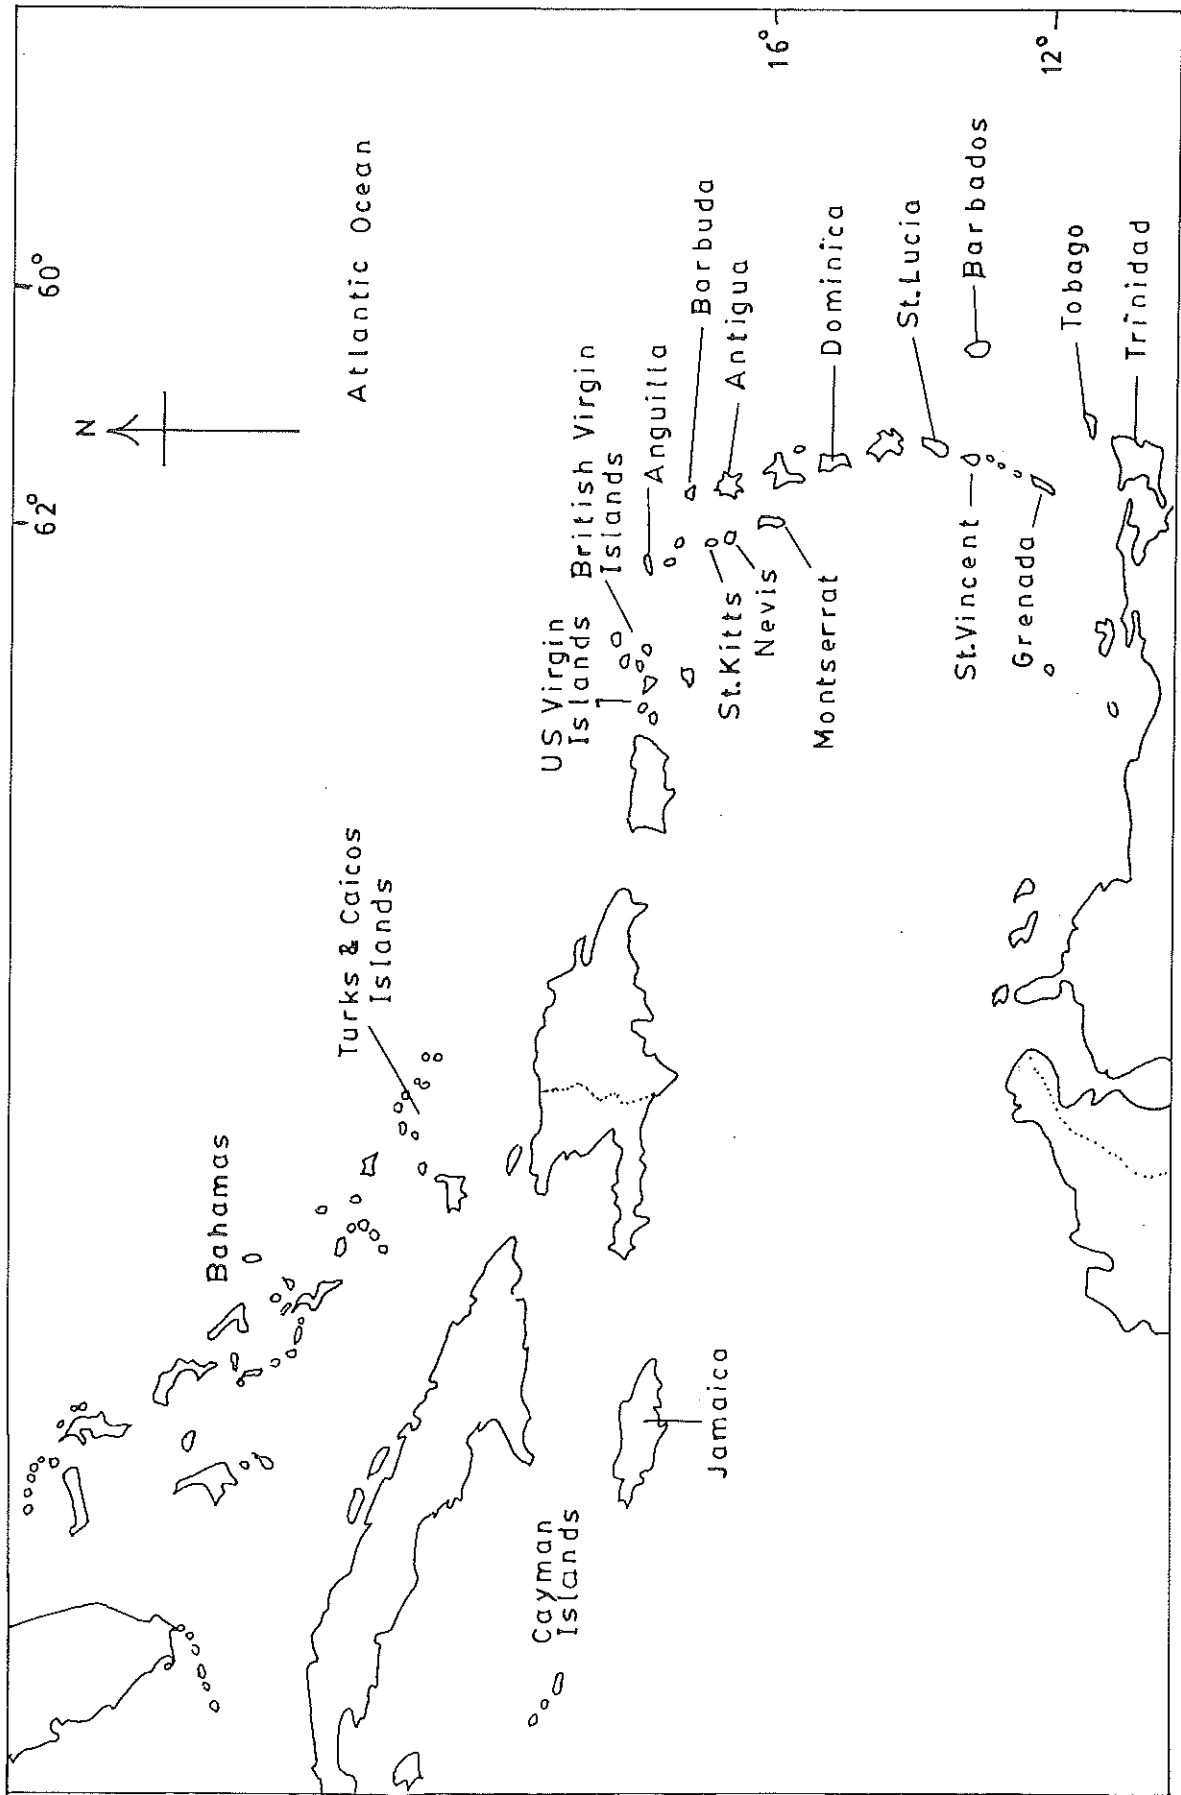 62°
60°
N
Atlantic Ocean
16°
12°
Bahamas
Turks & Caicos
Islands
US Virgin
Islands
British Virgin
Islands
Anguilla
Barbuda
Antigua
St.Kitts
Nevis
Montserrat
Dominica
St.Lucia
Barbados
St.Vincent
Grenada
Tobago
Trinidad
Cayman
Islands
Jamaica